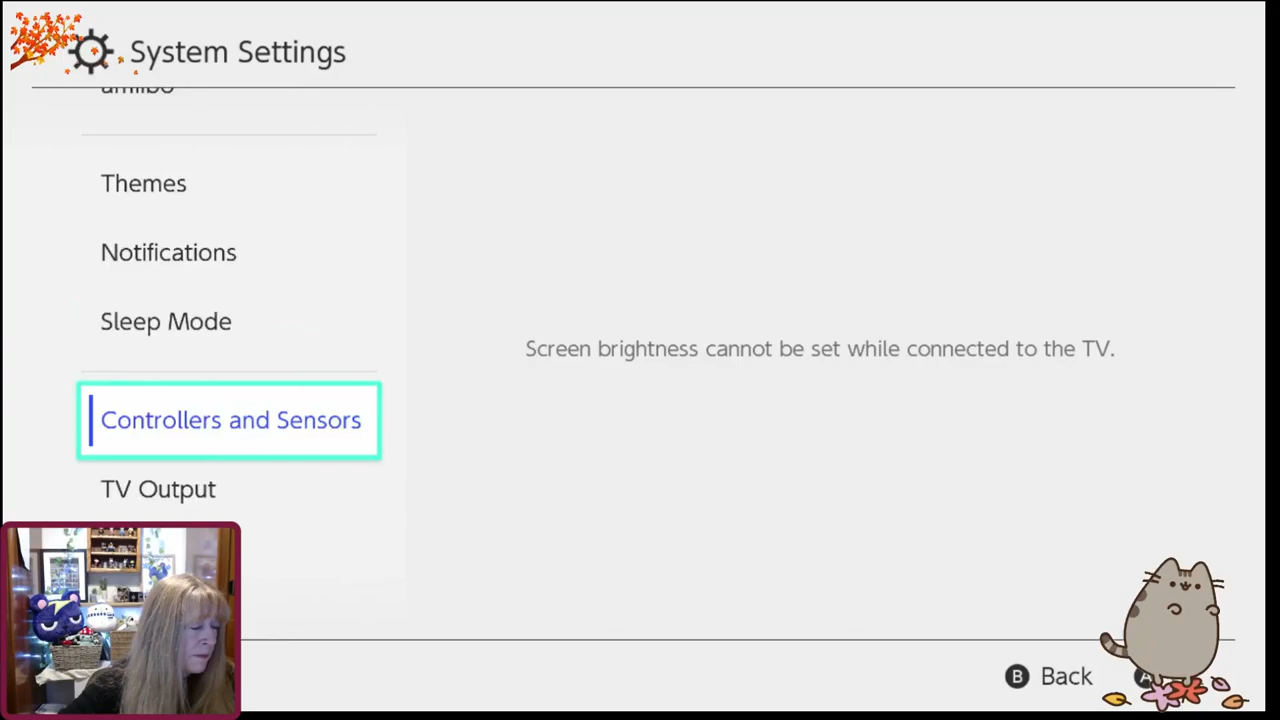 System Settings
amiibo
Themes
Notifications
Sleep Mode
Controllers and Sensors
TV Output
Screen brightness cannot be set while connected to the TV.
B Back
A